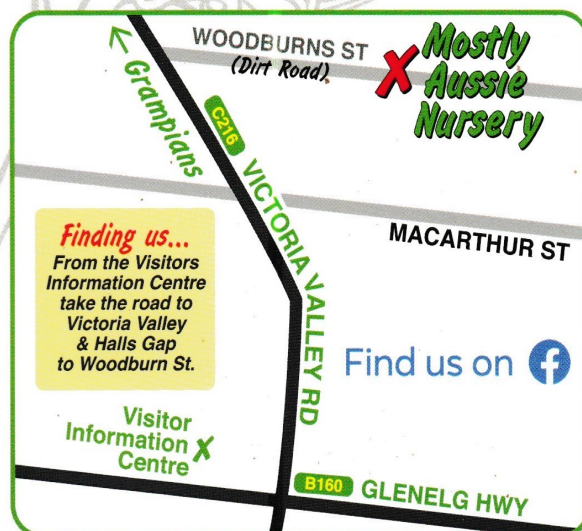 WOODBURNS ST
(Dirt Road)
X Mostly
Aussie
Nursery
Grampians
C216 VICTORIA VALLEY RD
MACARTHUR ST
Finding us...
From the Visitors
Information Centre
take the road to
Victoria Valley
& Halls Gap
to Woodburn St.
Find us on f
Visitor
Information X
Centre
B160 GLENELG HWY